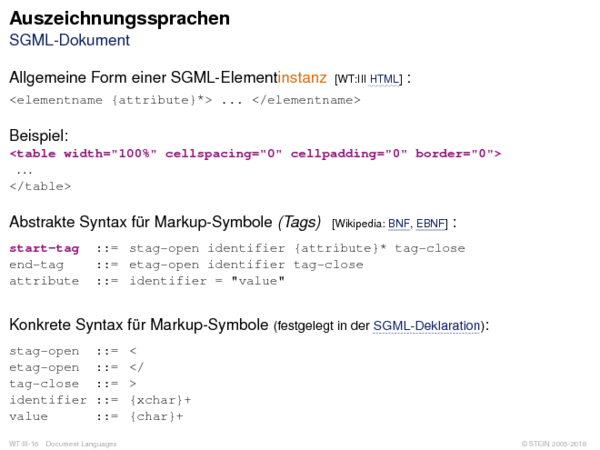 Auszeichnungssprachen
SGML-Dokument
Allgemeine Form einer SGML-Elementinstanz [WT:III HTML] :
<elementname {attribute}*> ... </elementname>
Beispiel:
<table width="100%" cellspacing="0" cellpadding="0" border="0">
...
</table>
Abstrakte Syntax für Markup-Symbole (Tags) [Wikipedia: BNF, EBNF] :
start-tag ::= stag-open identifier {attribute}* tag-close
end-tag ::= etag-open identifier tag-close
attribute ::= identifier = "value"
Konkrete Syntax für Markup-Symbole (festgelegt in der SGML-Deklaration):
stag-open ::= <
etag-open ::= </
tag-close ::= >
identifier ::= {xchar}+
value ::= {char}+
WT:III-16 Document Languages © STEIN 2005-2018